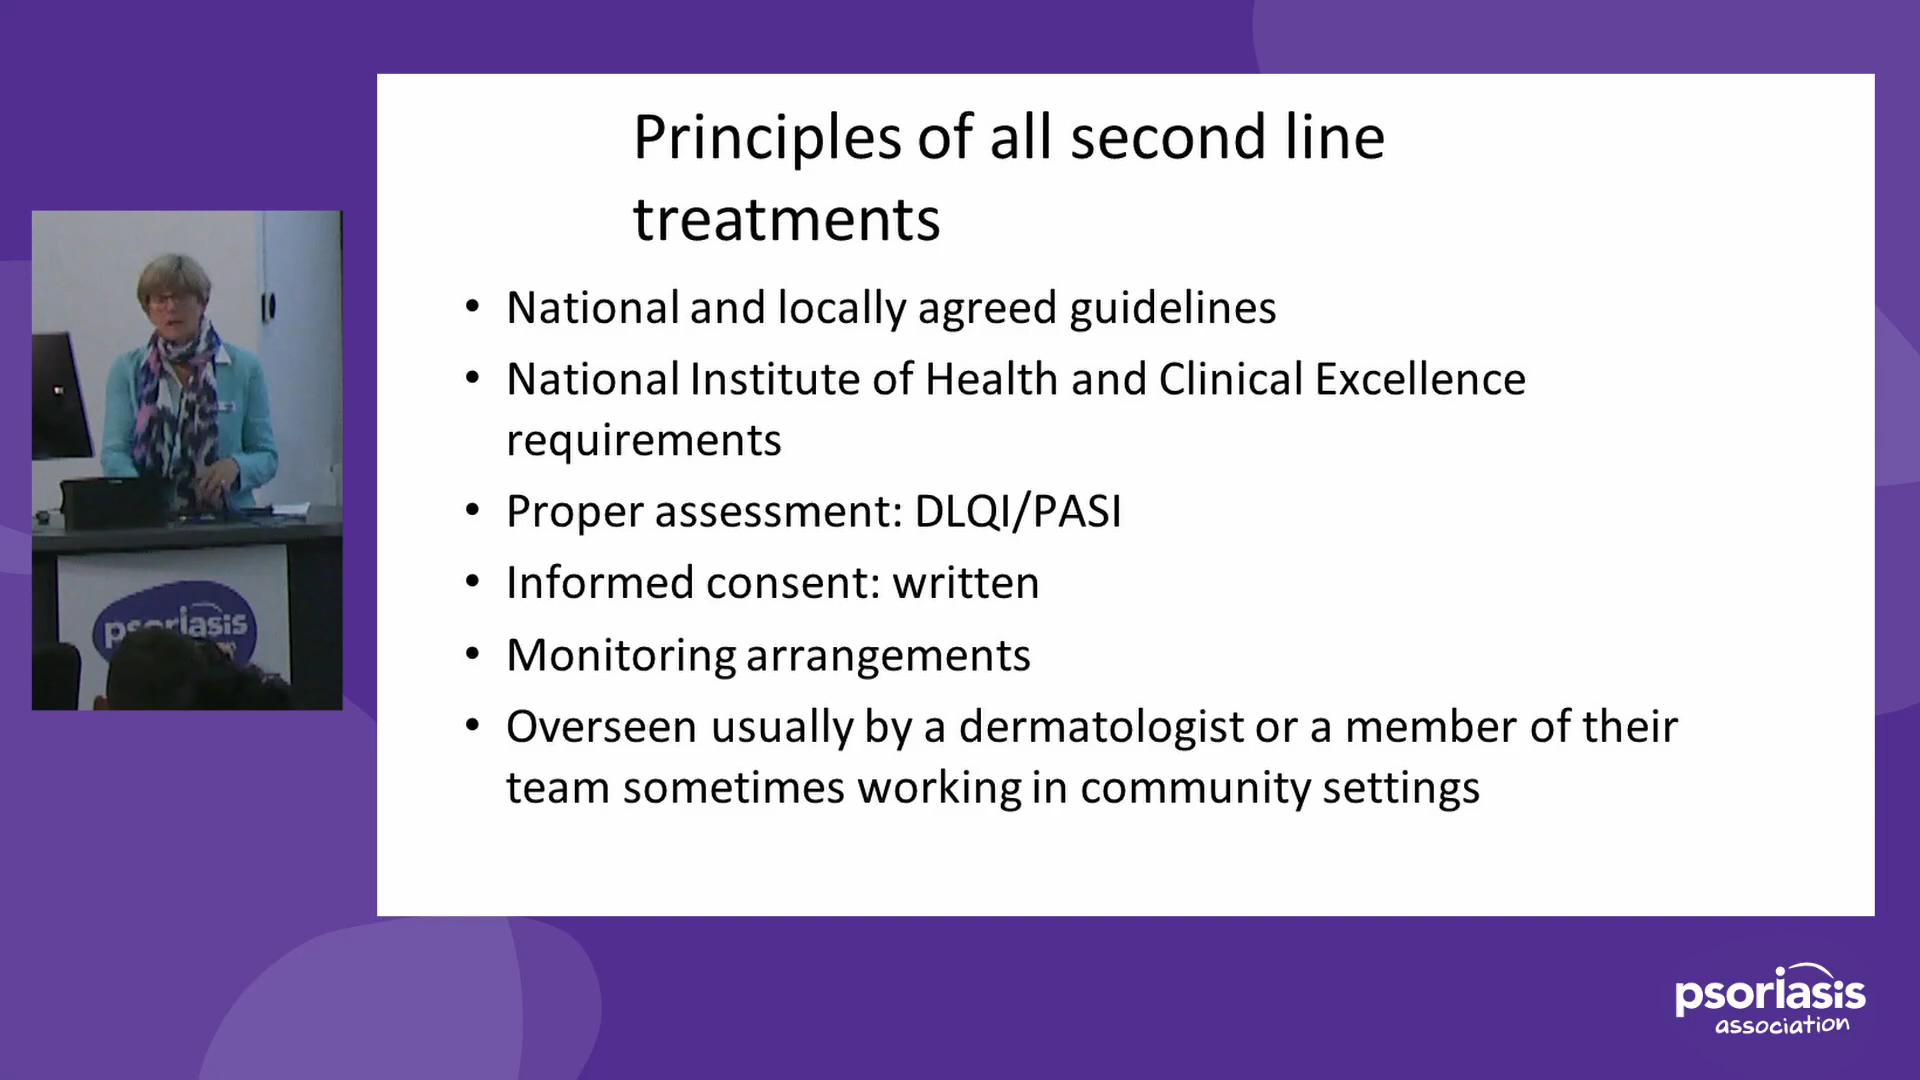 Principles of all second line
treatments
• National and locally agreed guidelines
• National Institute of Health and Clinical Excellence
requirements
• Proper assessment: DLQI/PASI
• Informed consent: written
• Monitoring arrangements
• Overseen usually by a dermatologist or a member of their
team sometimes working in community settings
psoriasis
psoriasis
association